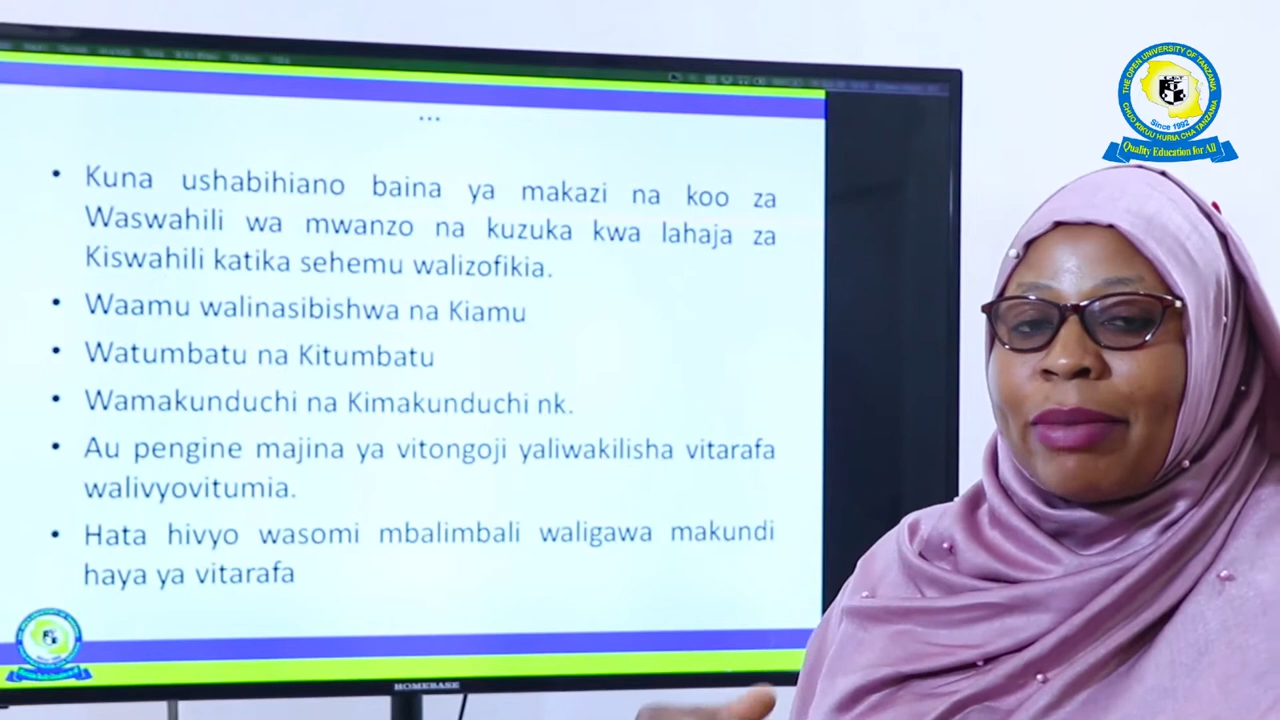 THE OPEN UNIVERSITY OF TANZANIA
CHUO KIKUU HURIA CHA TANZANIA
Since 1992
Quality Education for All
...
• Kuna ushabihiano baina ya makazi na koo za
Waswahili wa mwanzo na kuzuka kwa lahaja za
Kiswahili katika sehemu walizofikia.
• Waamu walinasibishwa na Kiamu
• Watumbatu na Kitumbatu
• Wamakunduchi na Kimakunduchi nk.
• Au pengine majina ya vitongoji yaliwakilisha vitarafa
walivyovitumia.
• Hata hivyo wasomi mbalimbali waligawa makundi
haya ya vitarafa
HOMEBASE